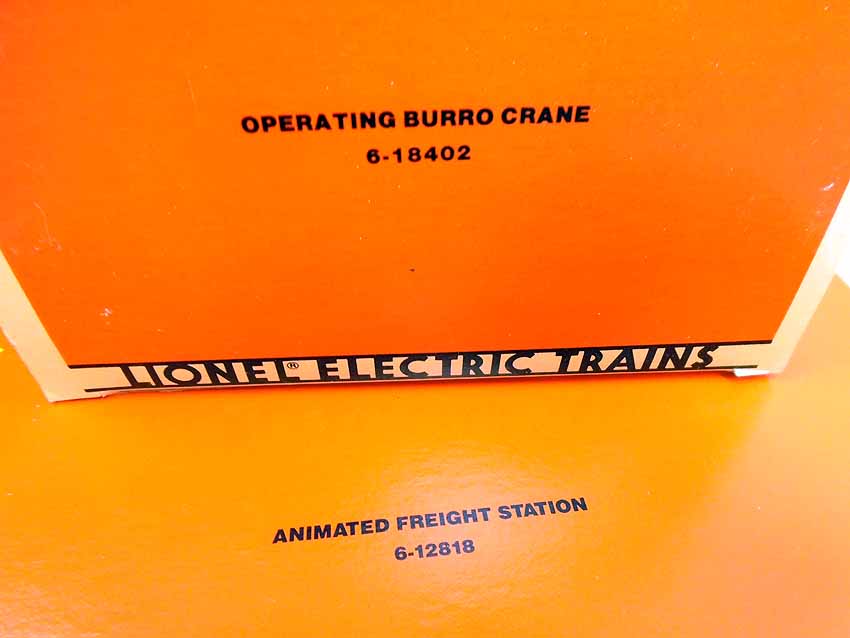 OPERATING BURRO CRANE
6-18402
LIONEL® ELECTRIC TRAINS
ANIMATED FREIGHT STATION
6-12818